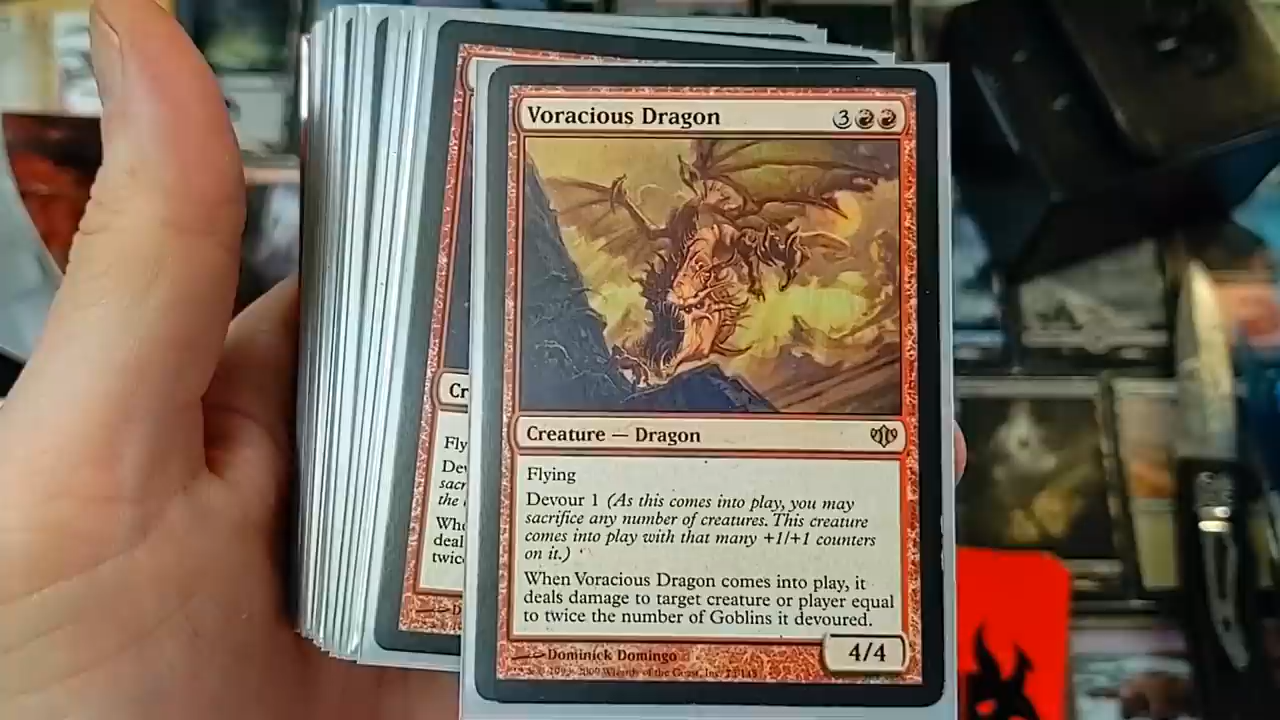 Voracious Dragon 3
Creature — Dragon
Flying
Devour 1 (As this comes into play, you may
sacrifice any number of creatures. This creature
comes into play with that many +1/+1 counters
on it.)
When Voracious Dragon comes into play, it
deals damage to target creature or player equal
to twice the number of Goblins it devoured.
4/4
Dominick Domingo
Cr
Fly
Dev
sacr
the
Whe
deal
twic
D